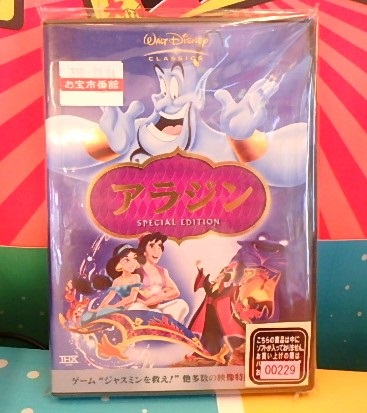 WALT DISNEY
CLASSICS
お宝市番館
アラジン
SPECIAL EDITION
THX
こちらの商品は中に
ソフトが入っておりません。
お買い上げの際は
00229
ゲーム "ジャスミンを救え!" 他多数の映像特